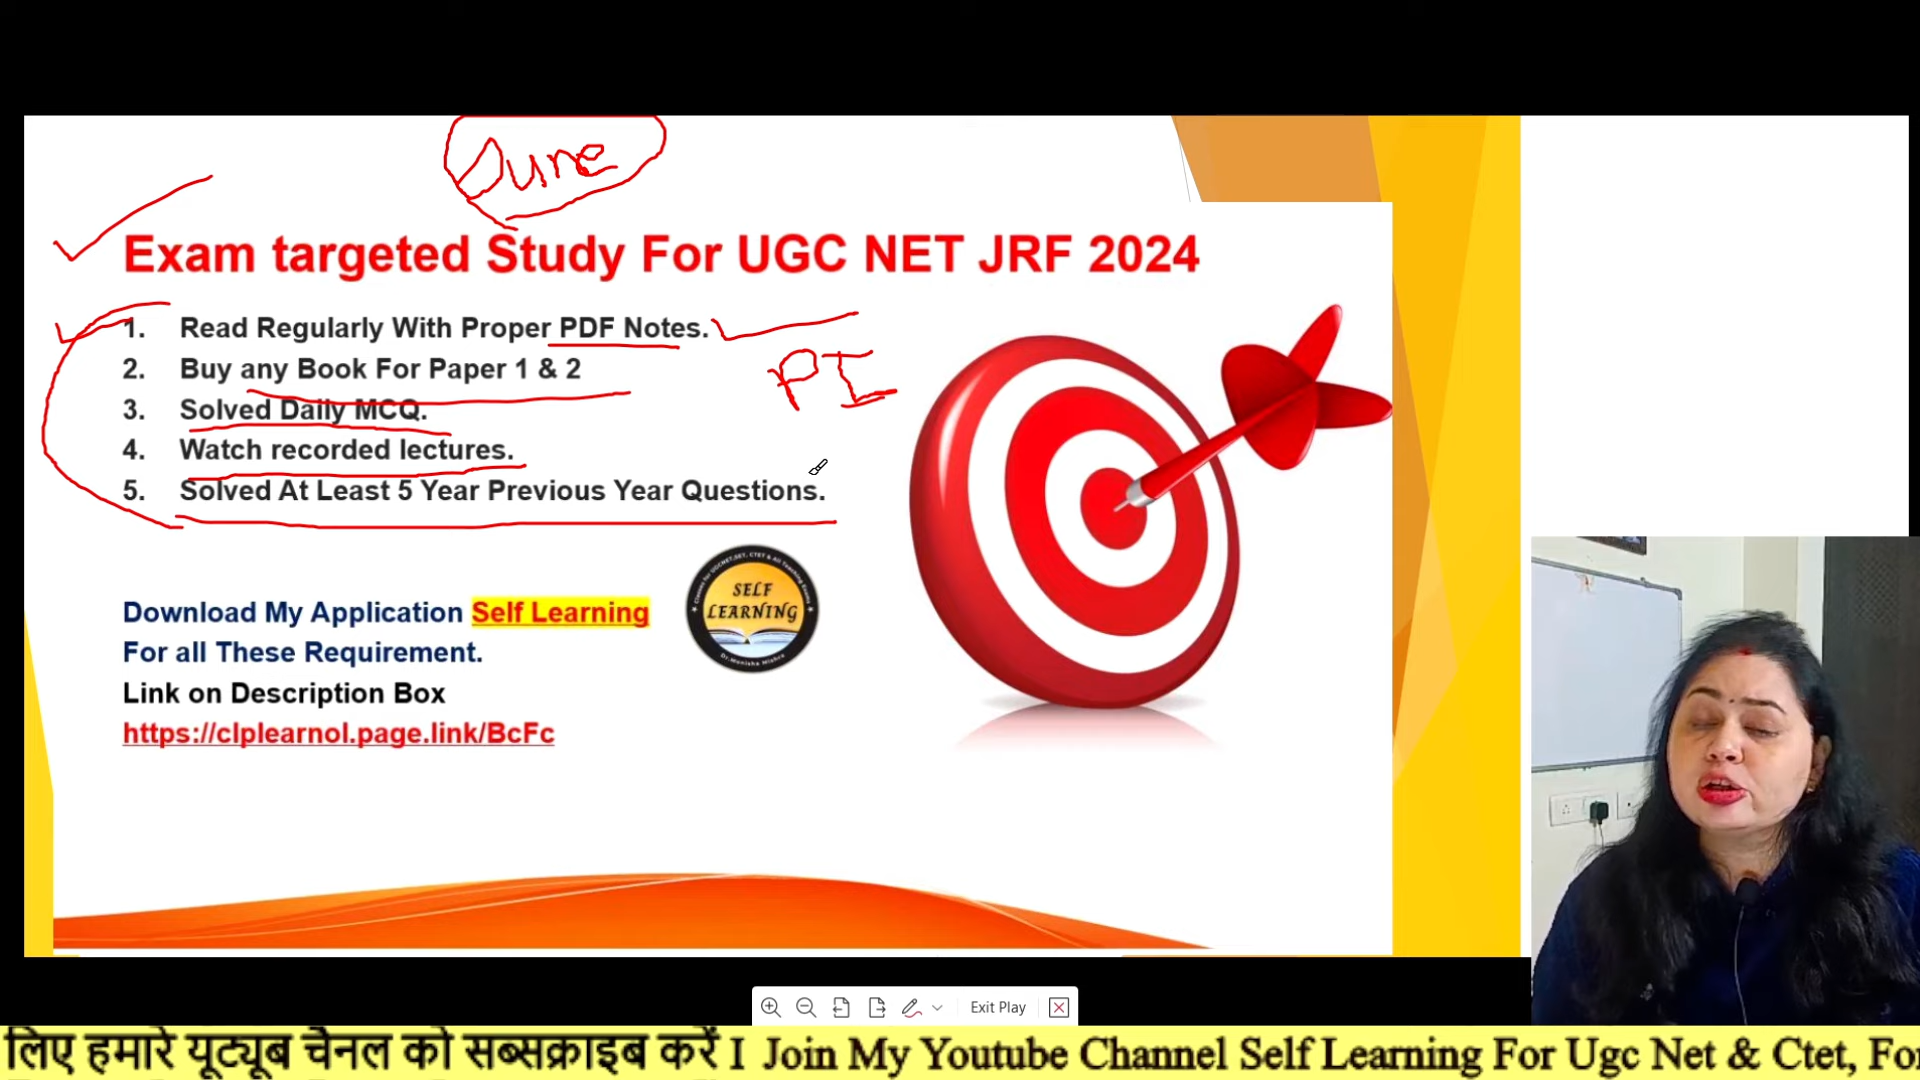 June
Exam targeted Study For UGC NET JRF 2024
1. Read Regularly With Proper PDF Notes.
2. Buy any Book For Paper 1 & 2
PI
3. Solved Daily MCQ.
4. Watch recorded lectures.
5. Solved At Least 5 Year Previous Year Questions.
SELF
LEARNING
Download My Application Self Learning
For all These Requirement.
Link on Description Box
https://clplearnol.page.link/BcFc
Exit Play
लिए हमारे यूट्यूब चैनल को सब्सक्राइब करें I Join My Youtube Channel Self Learning For Ugc Net & Ctet, For